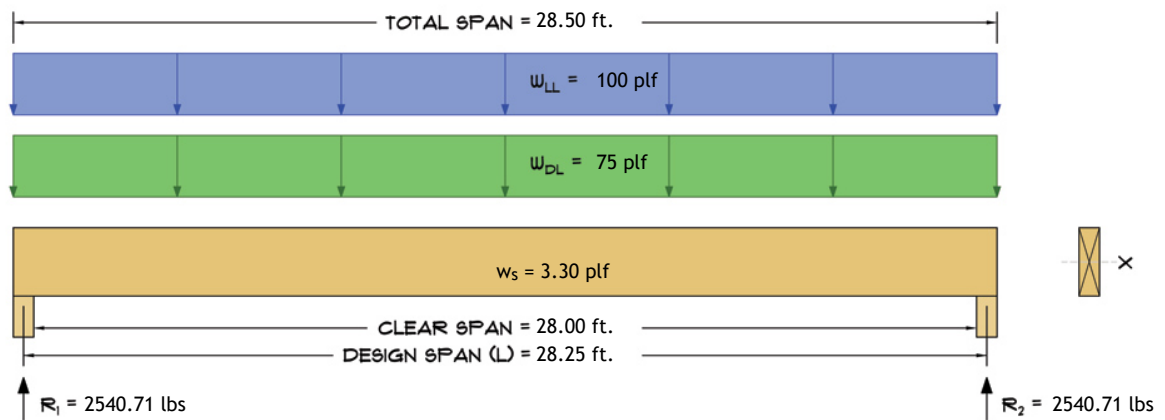 TOTAL SPAN = 28.50 ft.
wLL = 100 plf
wDL = 75 plf
ws = 3.30 plf
X
CLEAR SPAN = 28.00 ft.
DESIGN SPAN (L) = 28.25 ft.
R1 = 2540.71 lbs
R2 = 2540.71 lbs